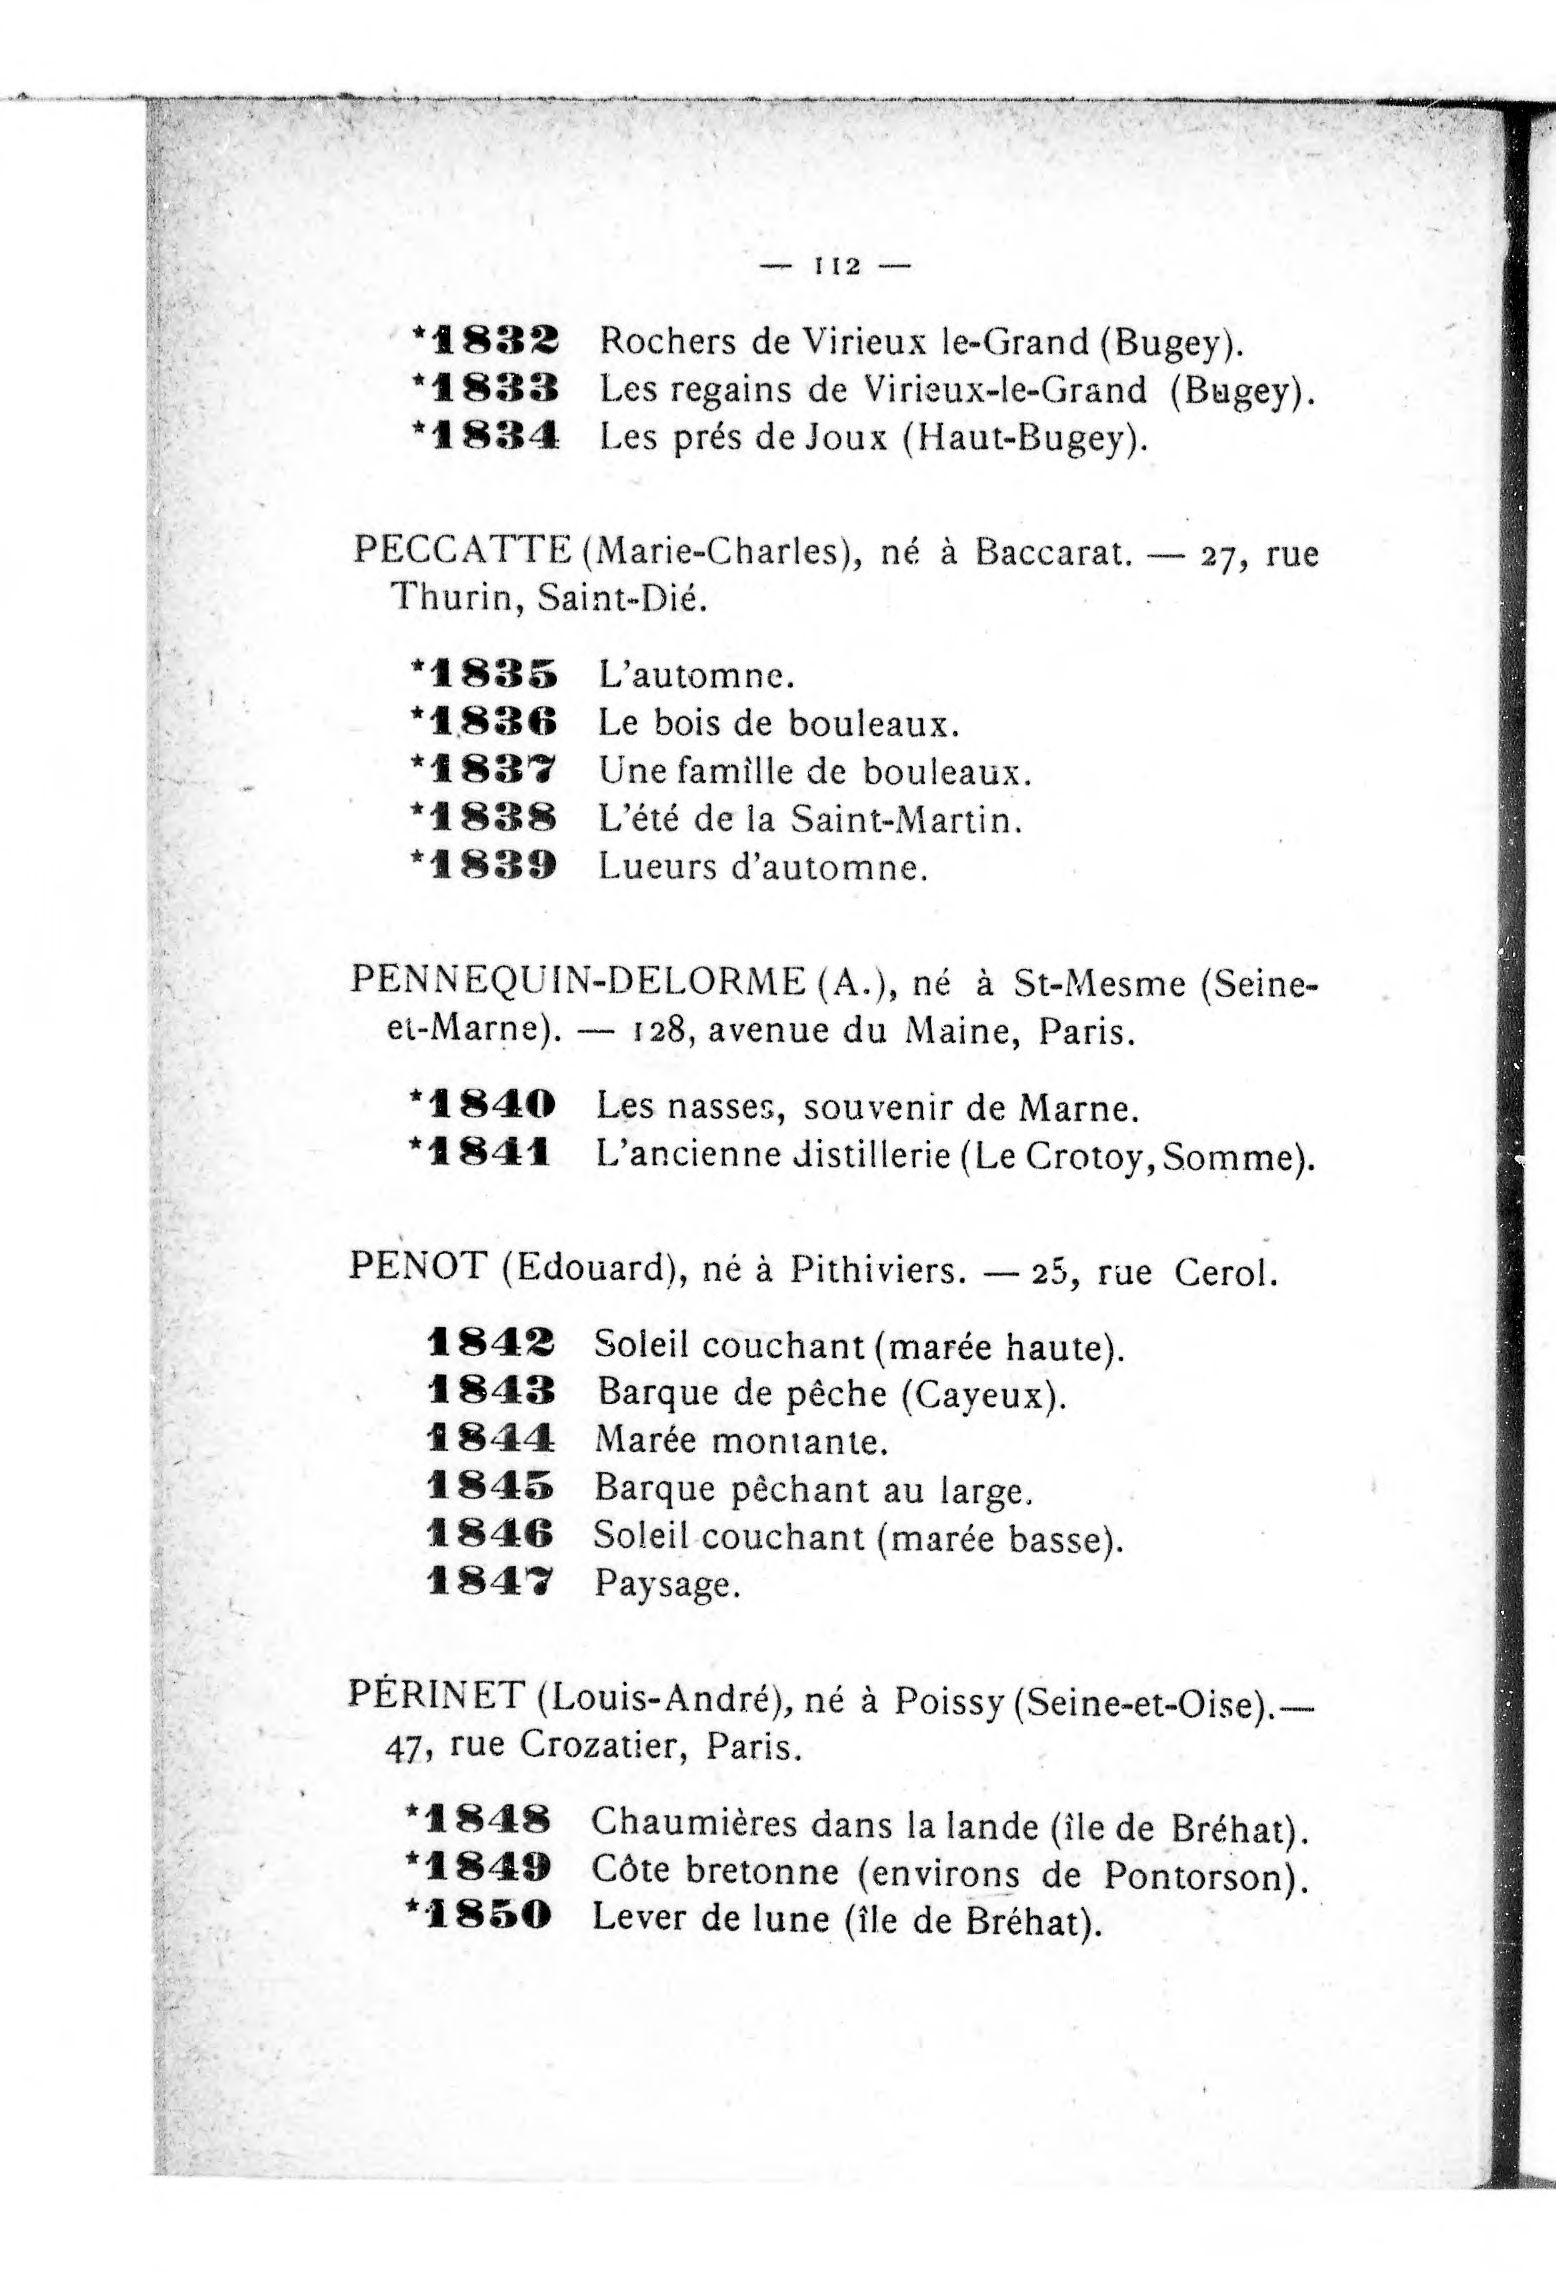 — 112 —
*1832 Rochers de Virieux le-Grand (Bugey).
*1833 Les regains de Virieux-le-Grand (Bugey).
*1834 Les prés de Joux (Haut-Bugey).
PECCATTE (Marie-Charles), né à Baccarat. — 27, rue
Thurin, Saint-Dié.
*1835 L'automne.
*1836 Le bois de bouleaux.
*1837 Une famille de bouleaux.
*1838 L'été de la Saint-Martin.
*1839 Lueurs d'automne.
PENNEQUIN-DELORME (A.), né à St-Mesme (Seine-
et-Marne). — 128, avenue du Maine, Paris.
*1840 Les nasses, souvenir de Marne.
*1841 L'ancienne distillerie (Le Crotoy, Somme).
PENOT (Edouard), né à Pithiviers. — 25, rue Cerol.
1842 Soleil couchant (marée haute).
1843 Barque de pêche (Cayeux).
1844 Marée montante.
1845 Barque pêchant au large.
1846 Soleil couchant (marée basse).
1847 Paysage.
PÉRINET (Louis-André), né à Poissy (Seine-et-Oise).—
47, rue Crozatier, Paris.
*1848 Chaumières dans la lande (île de Bréhat).
*1849 Côte bretonne (environs de Pontorson).
*1850 Lever de lune (île de Bréhat).